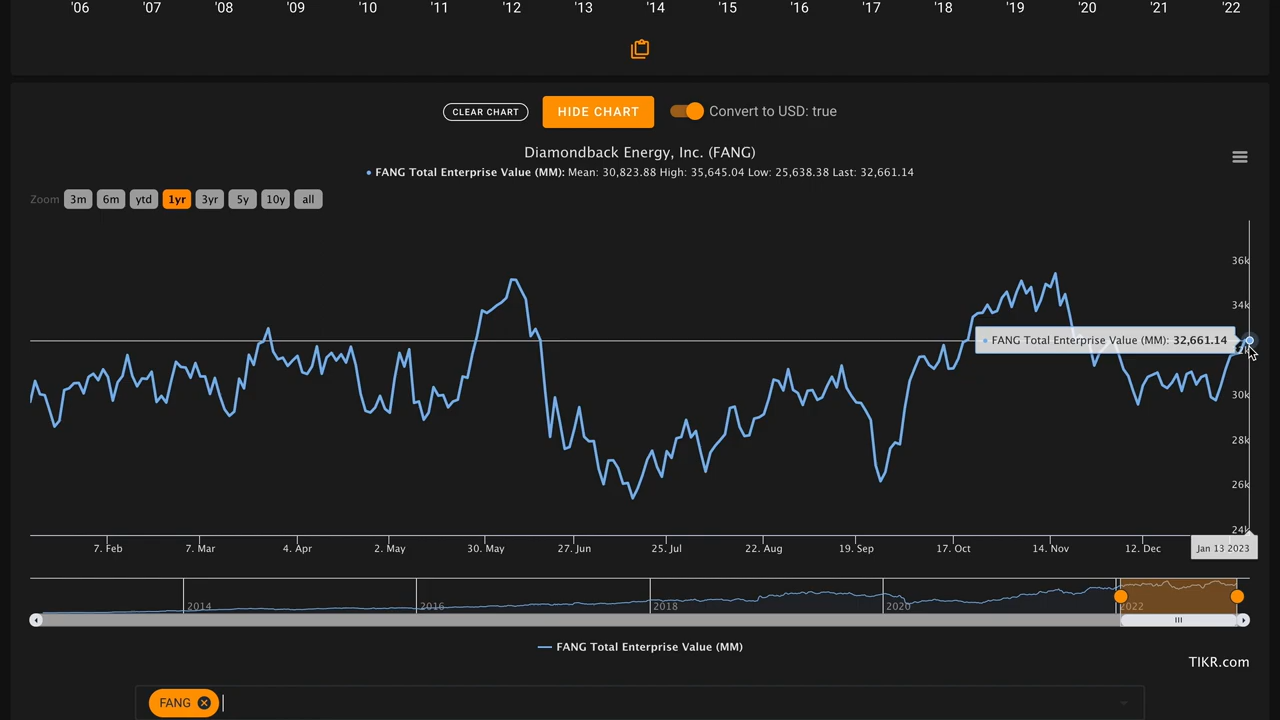 '06 '07 '08 '09 '10 '11 '12 '13 '14 '15 '16 '17 '18 '19 '20 '21 '22
CLEAR CHART HIDE CHART Convert to USD: true
Diamondback Energy, Inc. (FANG)
FANG Total Enterprise Value (MM): Mean: 30,823.88 High: 35,645.04 Low: 25,638.38 Last: 32,661.14
Zoom 3m 6m ytd 1yr 3yr 5y 10y all
36k
34k
FANG Total Enterprise Value (MM): 32,661.14
30k
28k
26k
24k
7. Feb 7. Mar 4. Apr 2. May 30. May 27. Jun 25. Jul 22. Aug 19. Sep 17. Oct 14. Nov 12. Dec Jan 13 2023
2014 2016 2018 2020 2022
FANG Total Enterprise Value (MM)
TIKR.com
FANG